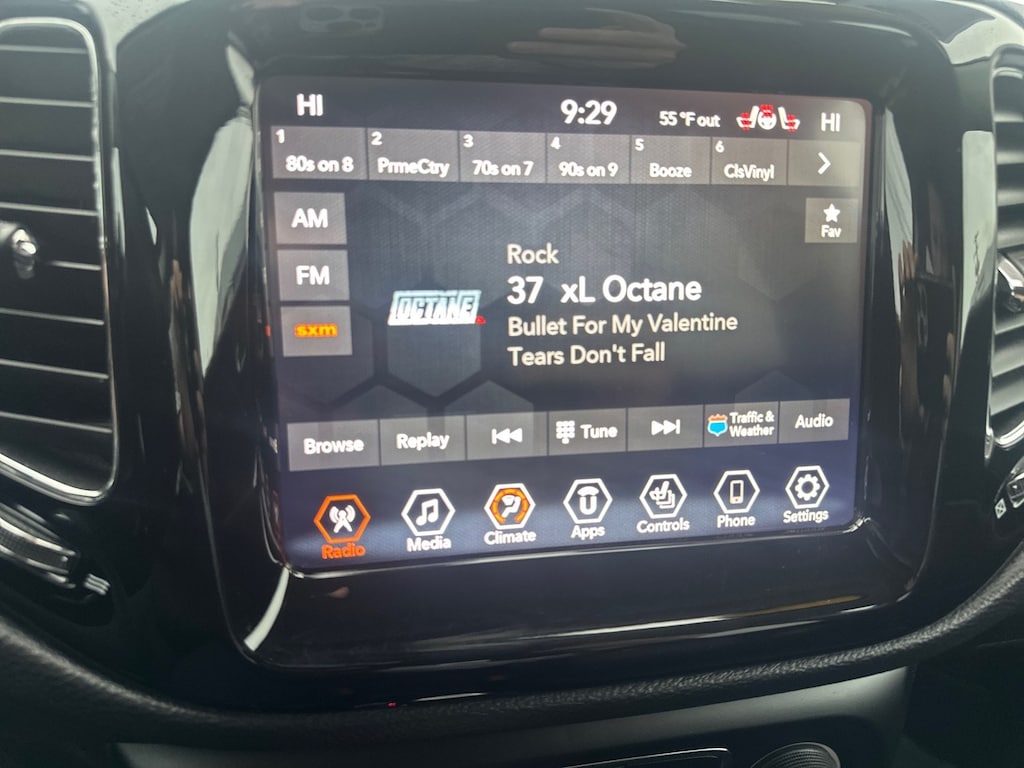 HI 9:29 55 °F out HI
1 2 3 4 5 6
80s on 8 PrmeCtry 70s on 7 90s on 9 Booze ClsVinyl
AM
Fav
FM
sxm
OCTANE
Rock
37 xL Octane
Bullet For My Valentine
Tears Don't Fall
Browse Replay Tune Traffic & Weather Audio
Radio Media Climate Apps Controls Phone Settings